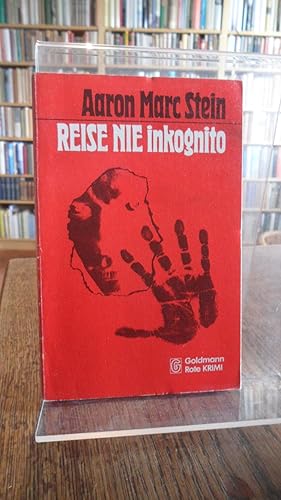 Aaron Marc Stein
REISE NIE inkognito
G
Goldmann
Rote KRIMI